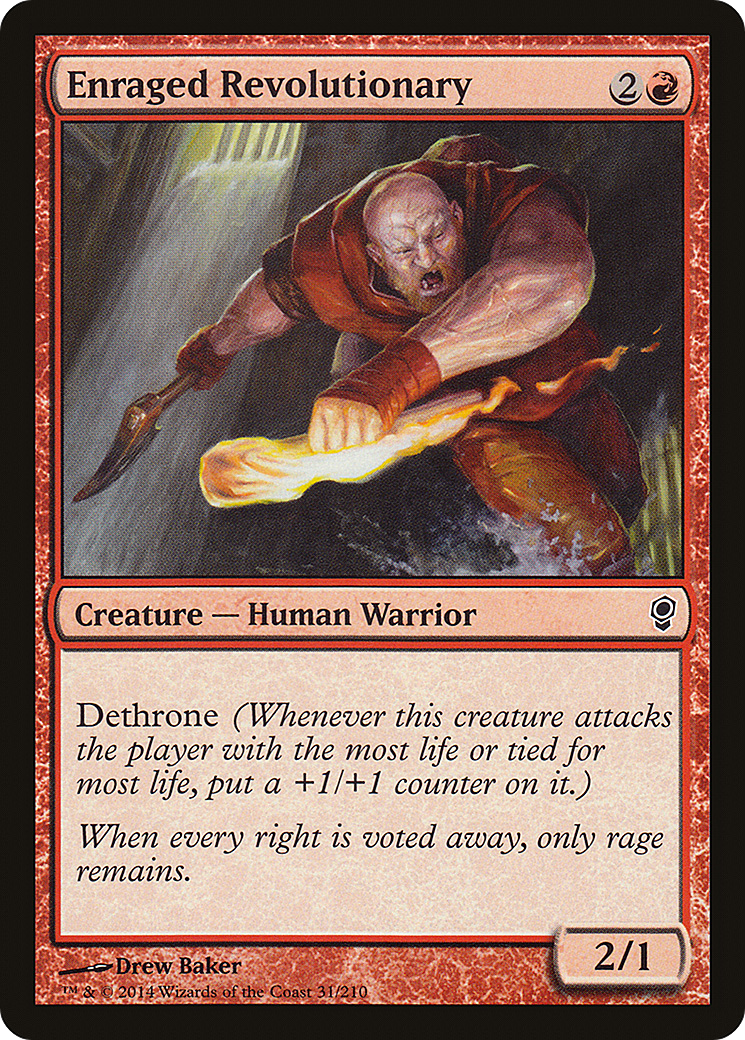 Enraged Revolutionary 2
Creature — Human Warrior
Dethrone (Whenever this creature attacks
the player with the most life or tied for
most life, put a +1/+1 counter on it.)
When every right is voted away, only rage
remains.
2/1
Drew Baker
™ & © 2014 Wizards of the Coast 31/210